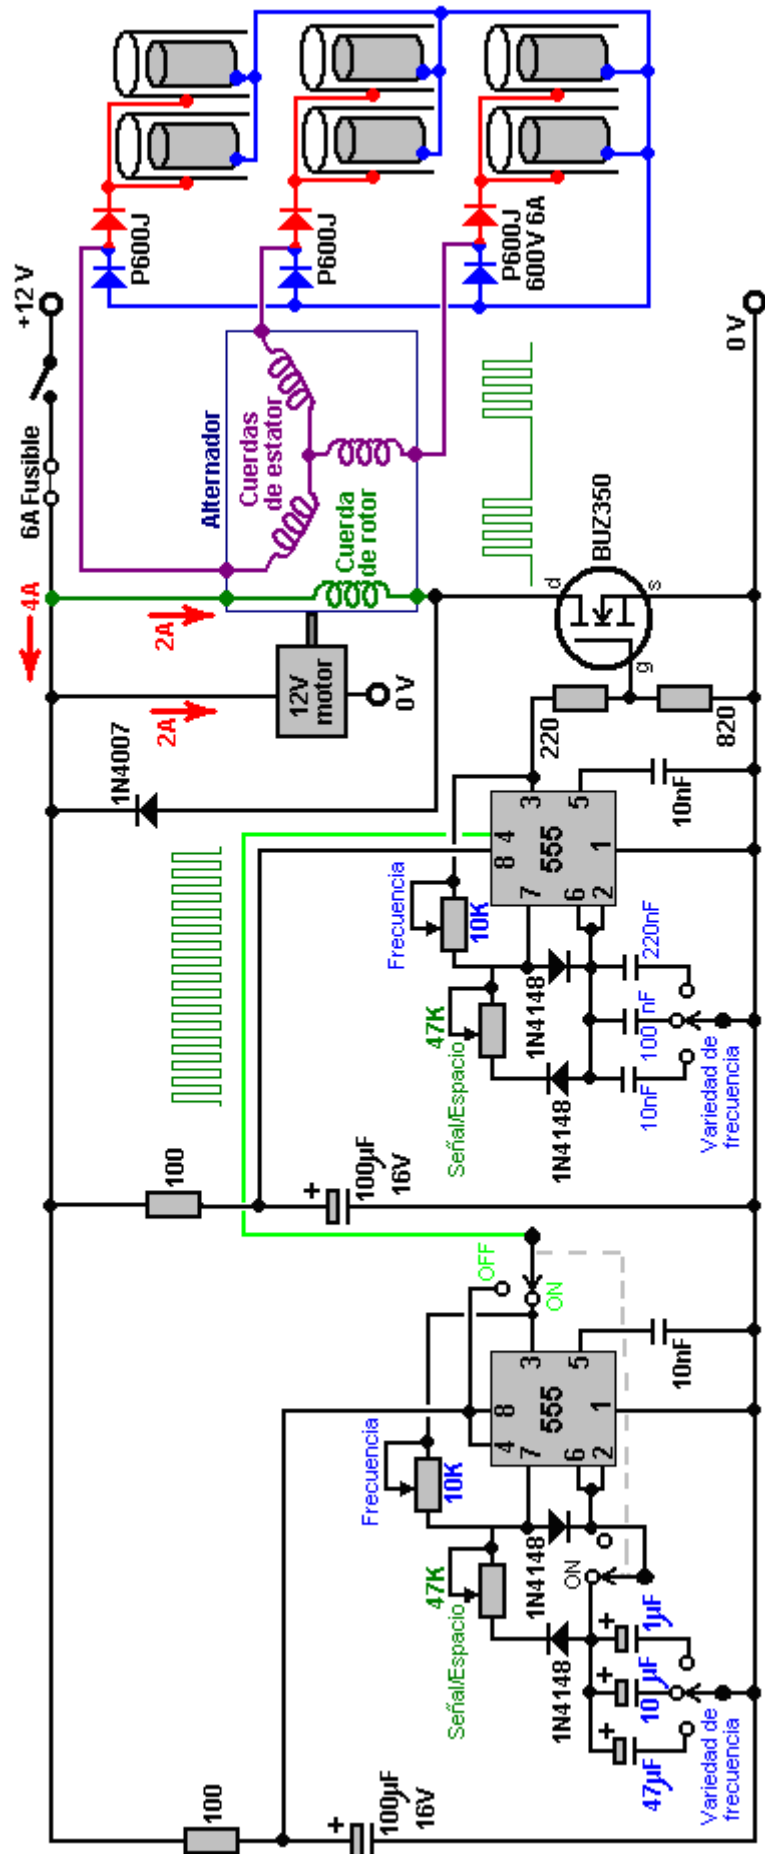 100
100µF
16V
Frecuencia
10K
47K
Señal/Espacio
1N4148
1N4148
ON
OFF
ON
4
8
3
7
555
5
6
2
1
10nF
47µF
10 µF
1µF
Variedad de
frecuencia
100
100µF
16V
Frecuencia
10K
47K
Señal/Espacio
1N4148
1N4148
8
4
3
7
555
5
6
2
1
10nF
10nF
100 nF
220nF
Variedad de
frecuencia
1N4007
220
820
g
d
s
BUZ350
12V
motor
0 V
2A
2A
4A
6A Fusible
+12 V
Alternador
Cuerdas
de estator
Cuerda
de rotor
P600J
P600J
P600J
600V 6A
0 V